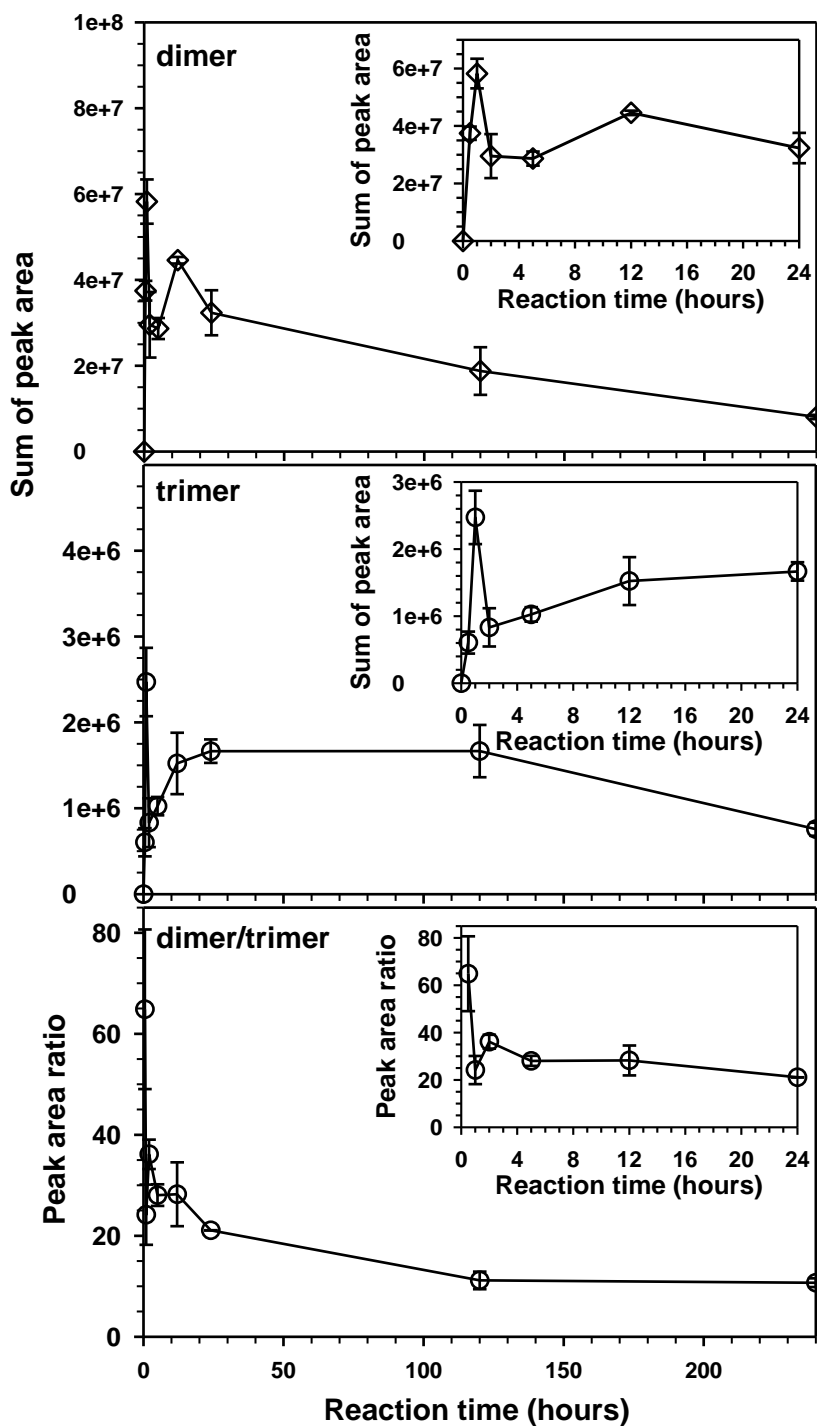 Sum of peak area
dimer
1e+8
8e+7
6e+7
4e+7
2e+7
0
Sum of peak area
6e+7
4e+7
2e+7
0
0 4 8 12 16 20 24
Reaction time (hours)
trimer
4e+6
3e+6
2e+6
1e+6
0
Sum of peak area
3e+6
2e+6
1e+6
0
0 4 8 12 16 20 24
Reaction time (hours)
Peak area ratio
dimer/trimer
80
60
40
20
0
Peak area ratio
80
60
40
20
0
0 4 8 12 16 20 24
Reaction time (hours)
0 50 100 150 200
Reaction time (hours)